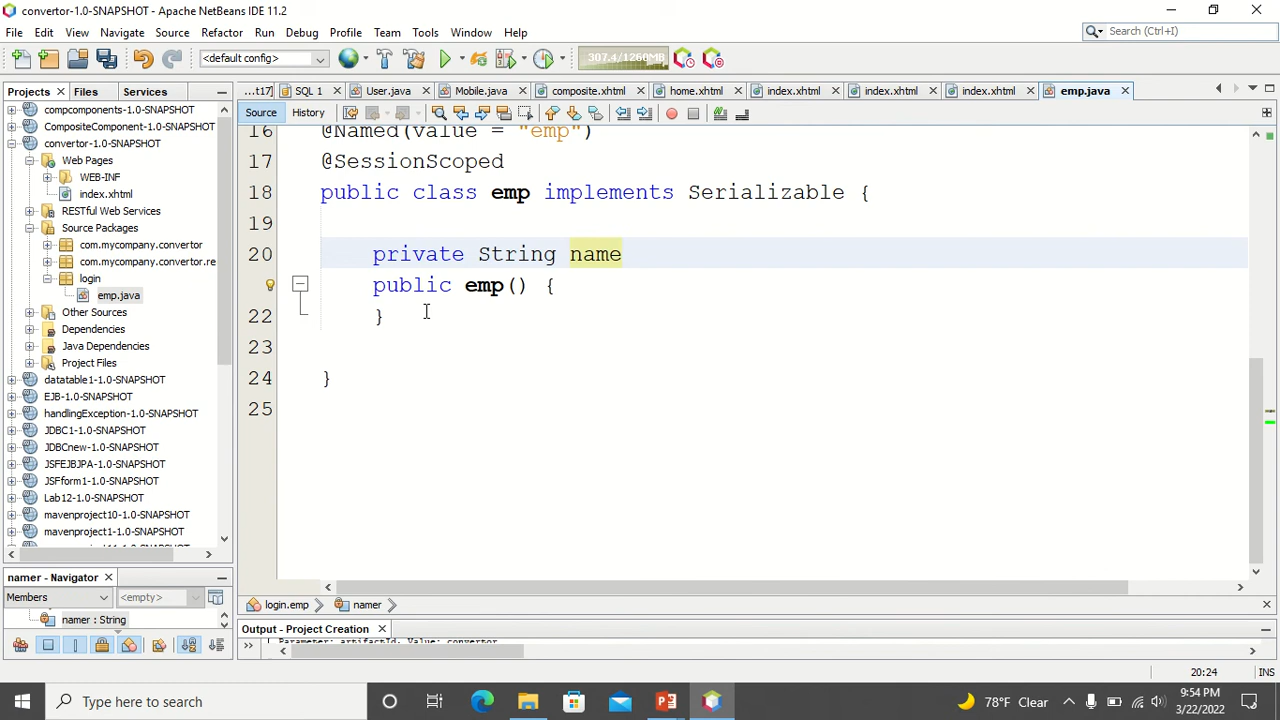 convertor-1.0-SNAPSHOT - Apache NetBeans IDE 11.2
File Edit View Navigate Source Refactor Run Debug Profile Team Tools Window Help
Search (Ctrl+I)
<default config>
307.4/1268MB
Projects Files Services
...t17] SQL 1 User.java Mobile.java composite.xhtml home.xhtml index.xhtml index.xhtml index.xhtml emp.java
Source History
compcomponents-1.0-SNAPSHOT
CompositeComponent-1.0-SNAPSHOT
convertor-1.0-SNAPSHOT
Web Pages
WEB-INF
index.xhtml
RESTful Web Services
Source Packages
com.mycompany.convertor
com.mycompany.convertor.re
login
emp.java
Other Sources
Dependencies
Java Dependencies
Project Files
datatable1-1.0-SNAPSHOT
EJB-1.0-SNAPSHOT
handlingException-1.0-SNAPSHOT
JDBC1-1.0-SNAPSHOT
JDBCnew-1.0-SNAPSHOT
JSFEJBJPA-1.0-SNAPSHOT
JSFform1-1.0-SNAPSHOT
Lab12-1.0-SNAPSHOT
mavenproject10-1.0-SNAPSHOT
mavenproject1-1.0-SNAPSHOT
16 @Named(value = "emp")
17 @SessionScoped
18 public class emp implements Serializable {
19
20 private String name
public emp() {
22 }
23
24 }
25
namer - Navigator
Members <empty>
namer : String
login.emp namer
Output - Project Creation
Parameter: artifactId, Value: convertor
20:24 INS
Type here to search
78°F Clear
9:54 PM
3/22/2022